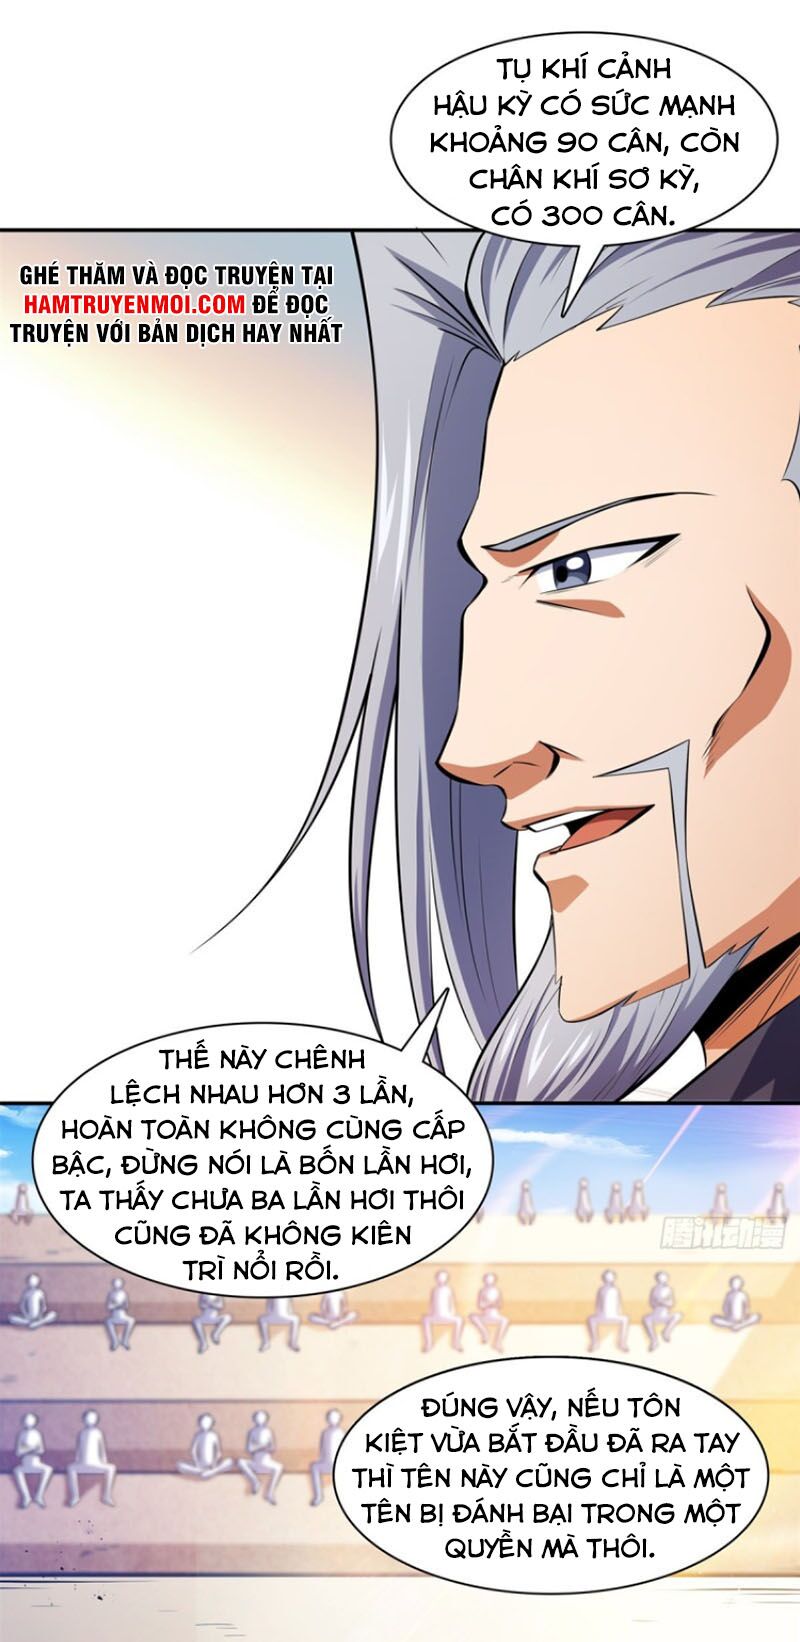 TỤ KHÍ CẢNH
HẬU KỲ CÓ SỨC MẠNH
KHOẢNG 90 CÂN, CÒN
CHÂN KHÍ SƠ KỲ,
CÓ 300 CÂN.
GHÉ THĂM VÀ ĐỌC TRUYỆN TẠI
HAMTRUYENMOI.COM ĐỂ ĐỌC
TRUYỆN VỚI BẢN DỊCH HAY NHẤT
THẾ NÀY CHÊNH
LỆCH NHAU HƠN 3 LẦN,
HOÀN TOÀN KHÔNG CÙNG CẤP
BẬC, ĐỪNG NÓI LÀ BỐN LẦN HƠI,
TA THẤY CHƯA BA LẦN HƠI THÔI
CŨNG ĐÃ KHÔNG KIÊN
TRÌ NỔI RỒI.
腾讯动漫
ĐÚNG VẬY, NẾU TÔN
KIỆT VỪA BẮT ĐẦU ĐÃ RA TAY
THÌ TÊN NÀY CŨNG CHỈ LÀ MỘT
TÊN BỊ ĐÁNH BẠI TRONG MỘT
QUYỀN MÀ THÔI.